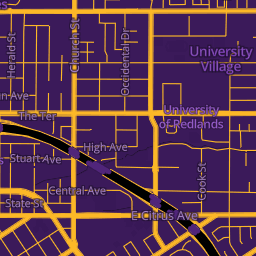 Herald St
Church St
Occidental Dr
University
Village
Ave
The Ter
University
of Redlands
High Ave
Stuart Ave
Central Ave
Cook St
State St
E Citrus Ave